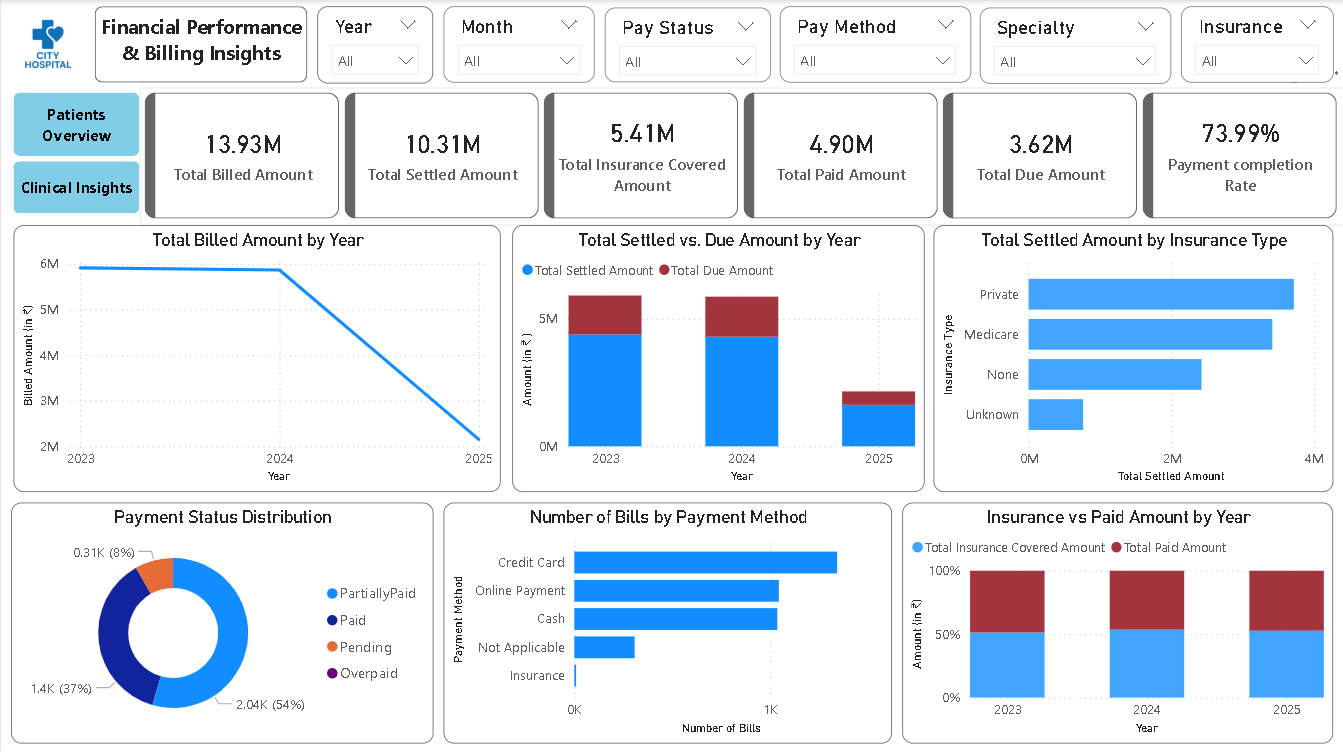 CITY
HOSPITAL
Financial Performance
& Billing Insights
Year
All
Month
All
Pay Status
All
Pay Method
All
Specialty
All
Insurance
All
Patients
Overview
Clinical Insights
13.93M
Total Billed Amount
10.31M
Total Settled Amount
5.41M
Total Insurance Covered
Amount
4.90M
Total Paid Amount
3.62M
Total Due Amount
73.99%
Payment completion
Rate
Total Billed Amount by Year
6M
5M
4M
3M
2M
Billed Amount (in ₹)
2023
2024
2025
Year
Total Settled vs. Due Amount by Year
Total Settled Amount
Total Due Amount
5M
0M
Amount (in ₹)
2023
2024
2025
Year
Total Settled Amount by Insurance Type
Insurance Type
Private
Medicare
None
Unknown
0M
2M
4M
Total Settled Amount
Payment Status Distribution
0.31K (8%)
1.4K (37%)
2.04K (54%)
PartiallyPaid
Paid
Pending
Overpaid
Number of Bills by Payment Method
Payment Method
Credit Card
Online Payment
Cash
Not Applicable
Insurance
0K
1K
Number of Bills
Insurance vs Paid Amount by Year
Total Insurance Covered Amount
Total Paid Amount
100%
50%
0%
Amount (in ₹)
2023
2024
2025
Year